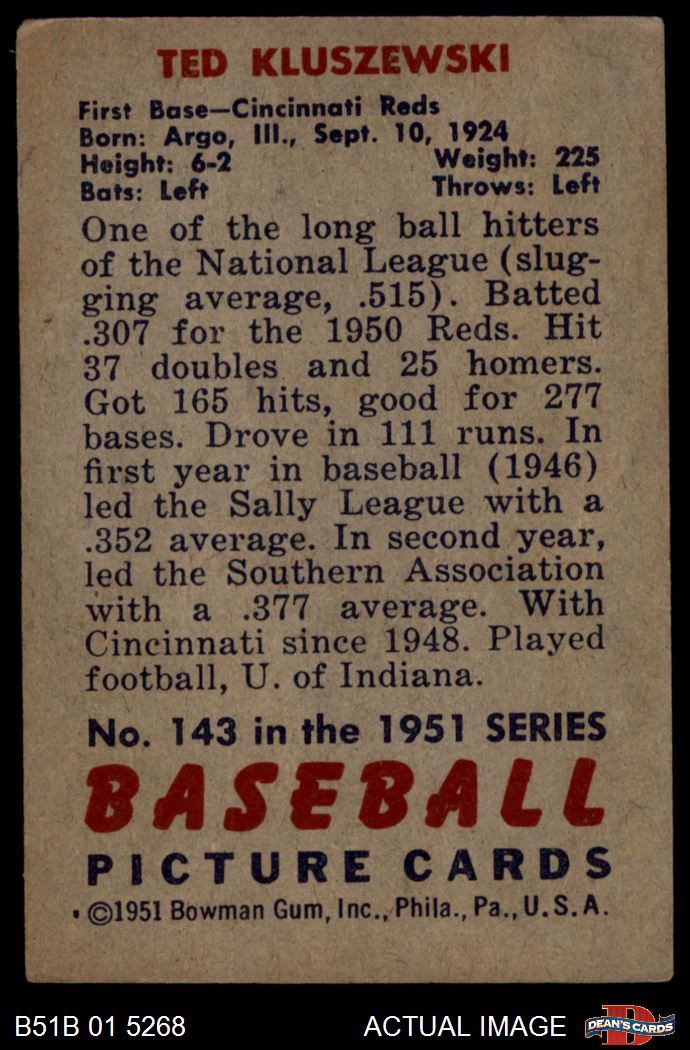 TED KLUSZEWSKI
First Base—Cincinnati Reds
Born: Argo, Ill., Sept. 10, 1924
Height: 6-2 Weight: 225
Bats: Left Throws: Left
One of the long ball hitters
of the National League (slug-
ging average, .515). Batted
.307 for the 1950 Reds. Hit
37 doubles and 25 homers.
Got 165 hits, good for 277
bases. Drove in 111 runs. In
first year in baseball (1946)
led the Sally League with a
.352 average. In second year,
led the Southern Association
with a .377 average. With
Cincinnati since 1948. Played
football, U. of Indiana.
No. 143 in the 1951 SERIES
BASEBALL
PICTURE CARDS
©1951 Bowman Gum, Inc., Phila., Pa., U.S.A.
B51B 01 5268 ACTUAL IMAGE D DEAN'S CARDS